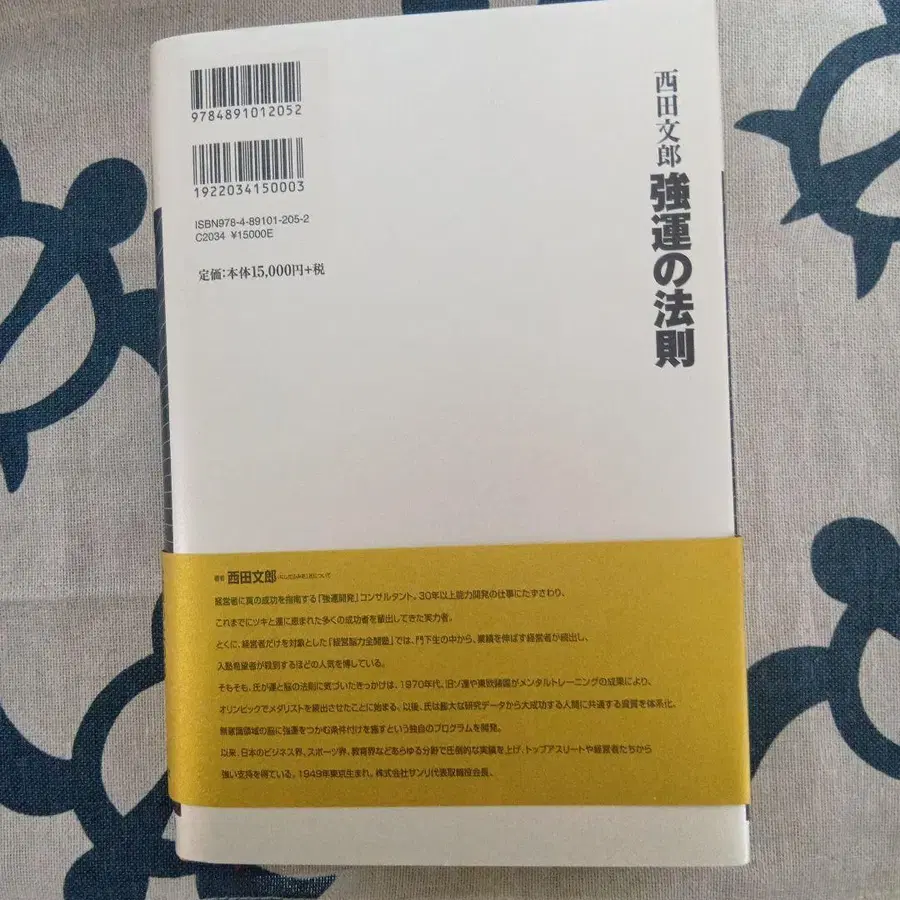 西田文郎 強運の法則
9784891012052
1922034150003
ISBN978-4-89101-205-2
C2034 ¥15000E
定価:本体15,000円+税
著者 西田文郎(にしだふみお)氏について
経営者に真の成功を指南する「強運開発」コンサルタント。30年以上能力開発の仕事にたずさわり、
これまでにツキと運に恵まれた多くの成功者を輩出してきた実力者。
とくに、経営者だけを対象とした「経営脳力全開塾」では、門下生の中から、業績を伸ばす経営者が続出し、
入塾希望者が殺到するほどの人気を博している。
そもそも、氏が運と脳の法則に気づいたきっかけは、1970年代。旧ソ連や東欧諸国がメンタルトレーニングの成果により、
オリンピックでメダリストを続出させたことに始まる。以後、氏は膨大な研究データから大成功する人間に共通する資質を体系化。
無意識領域の脳に強運をつかむ条件付けを施すという独自のプログラムを開発。
以来、日本のビジネス界、スポーツ界、教育界などあらゆる分野で圧倒的な実績を上げ、トップアスリートや経営者たちから
強い支持を得ている。1949年東京生まれ。株式会社サンリ代表取締役会長。